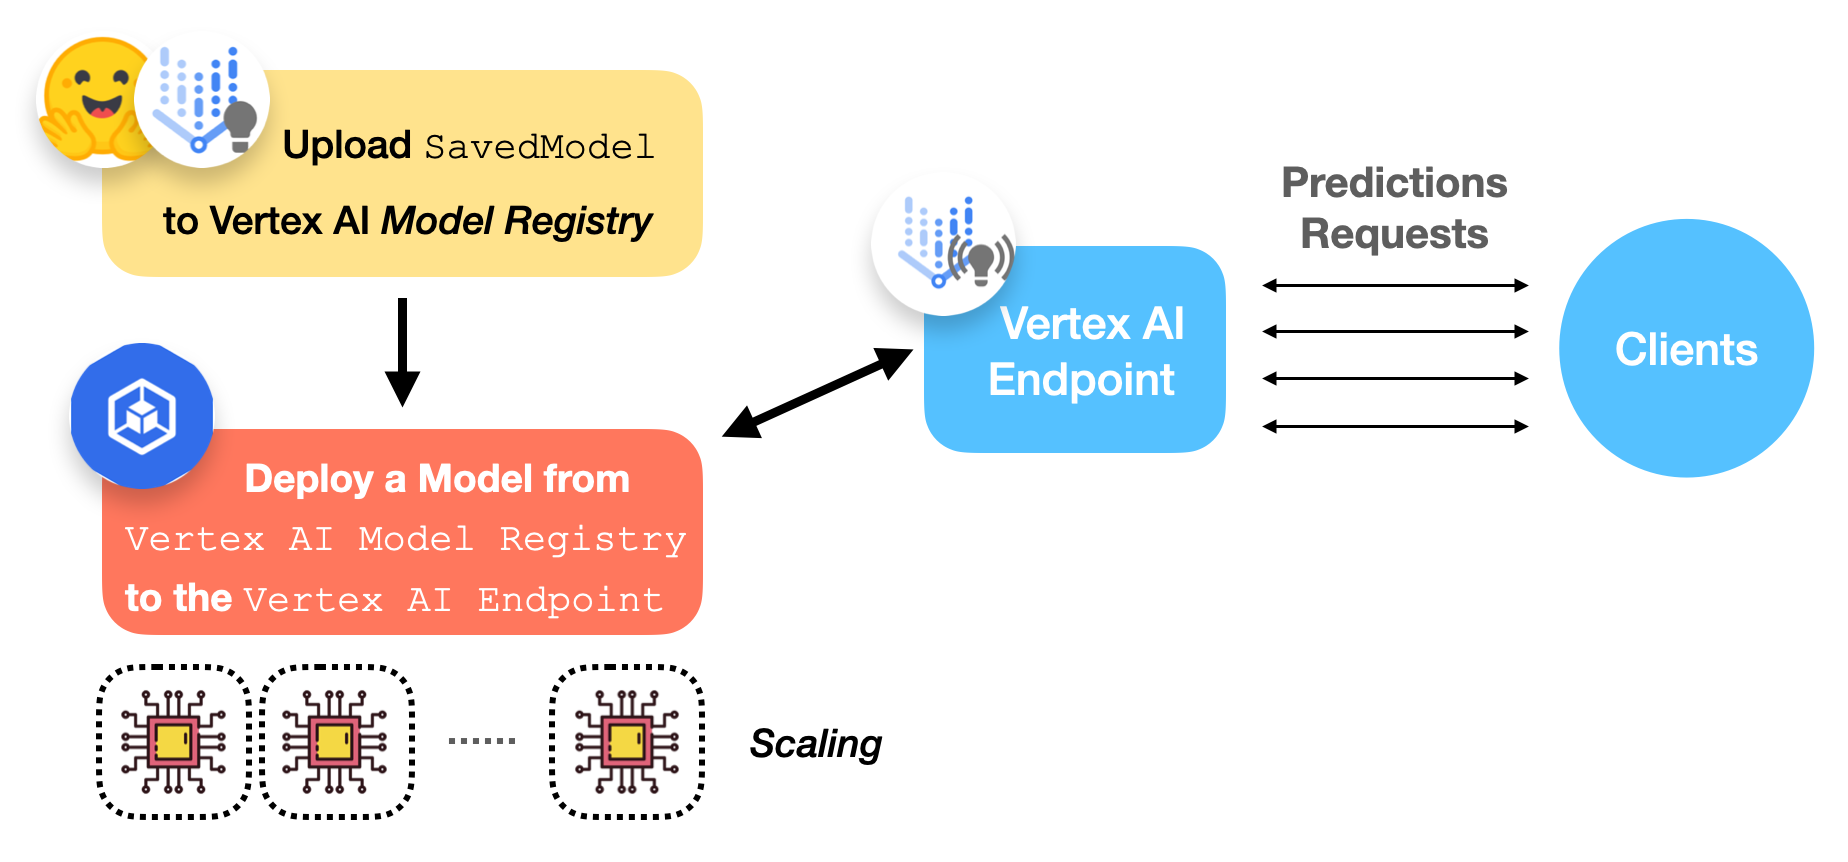 Upload SavedModel
to Vertex AI Model Registry
Deploy a Model from
Vertex AI Model Registry
to the Vertex AI Endpoint
Scaling
Vertex AI
Endpoint
Predictions
Requests
Clients